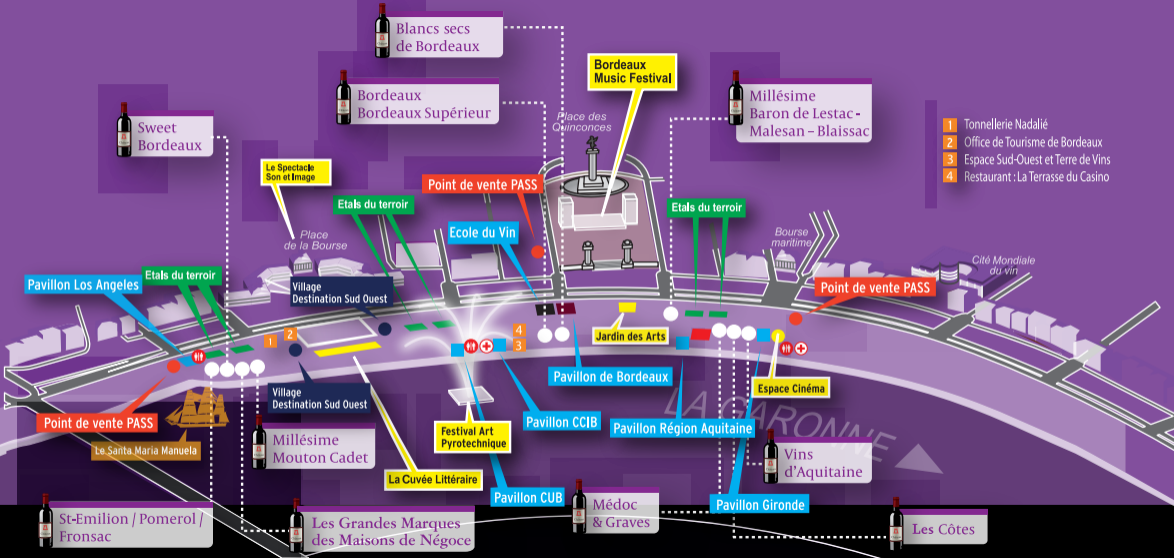 Blancs secs
de Bordeaux
Bordeaux
Bordeaux Supérieur
Sweet
Bordeaux
Bordeaux
Music Festival
Place des
Quinconces
Millésime
Baron de Lestac -
Malesan - Blaissac
1 Tonnellerie Nadalié
2 Office de Tourisme de Bordeaux
3 Espace Sud-Ouest et Terre de Vins
4 Restaurant : La Terrasse du Casino
Le Spectacle
Son et Image
Point de vente PASS
Etals du terroir
Ecole du Vin
Etals du terroir
Place
de la Bourse
Bourse
maritime
Cité Mondiale
du vin
Pavillon Los Angeles
Etals du terroir
Village
Destination Sud Ouest
Point de vente PASS
1
2
4
3
Jardin des Arts
Pavillon de Bordeaux
Espace Cinéma
Village
Destination Sud Ouest
Point de vente PASS
Le Santa Maria Manuela
Millésime
Mouton Cadet
Festival Art
Pyrotechnique
Pavillon CCIB
Pavillon Région Aquitaine
LA GARONNE
La Cuvée Littéraire
Pavillon CUB
Vins
d'Aquitaine
Pavillon Gironde
St-Emilion / Pomerol /
Fronsac
Les Grandes Marques
des Maisons de Négoce
Médoc
& Graves
Les Côtes